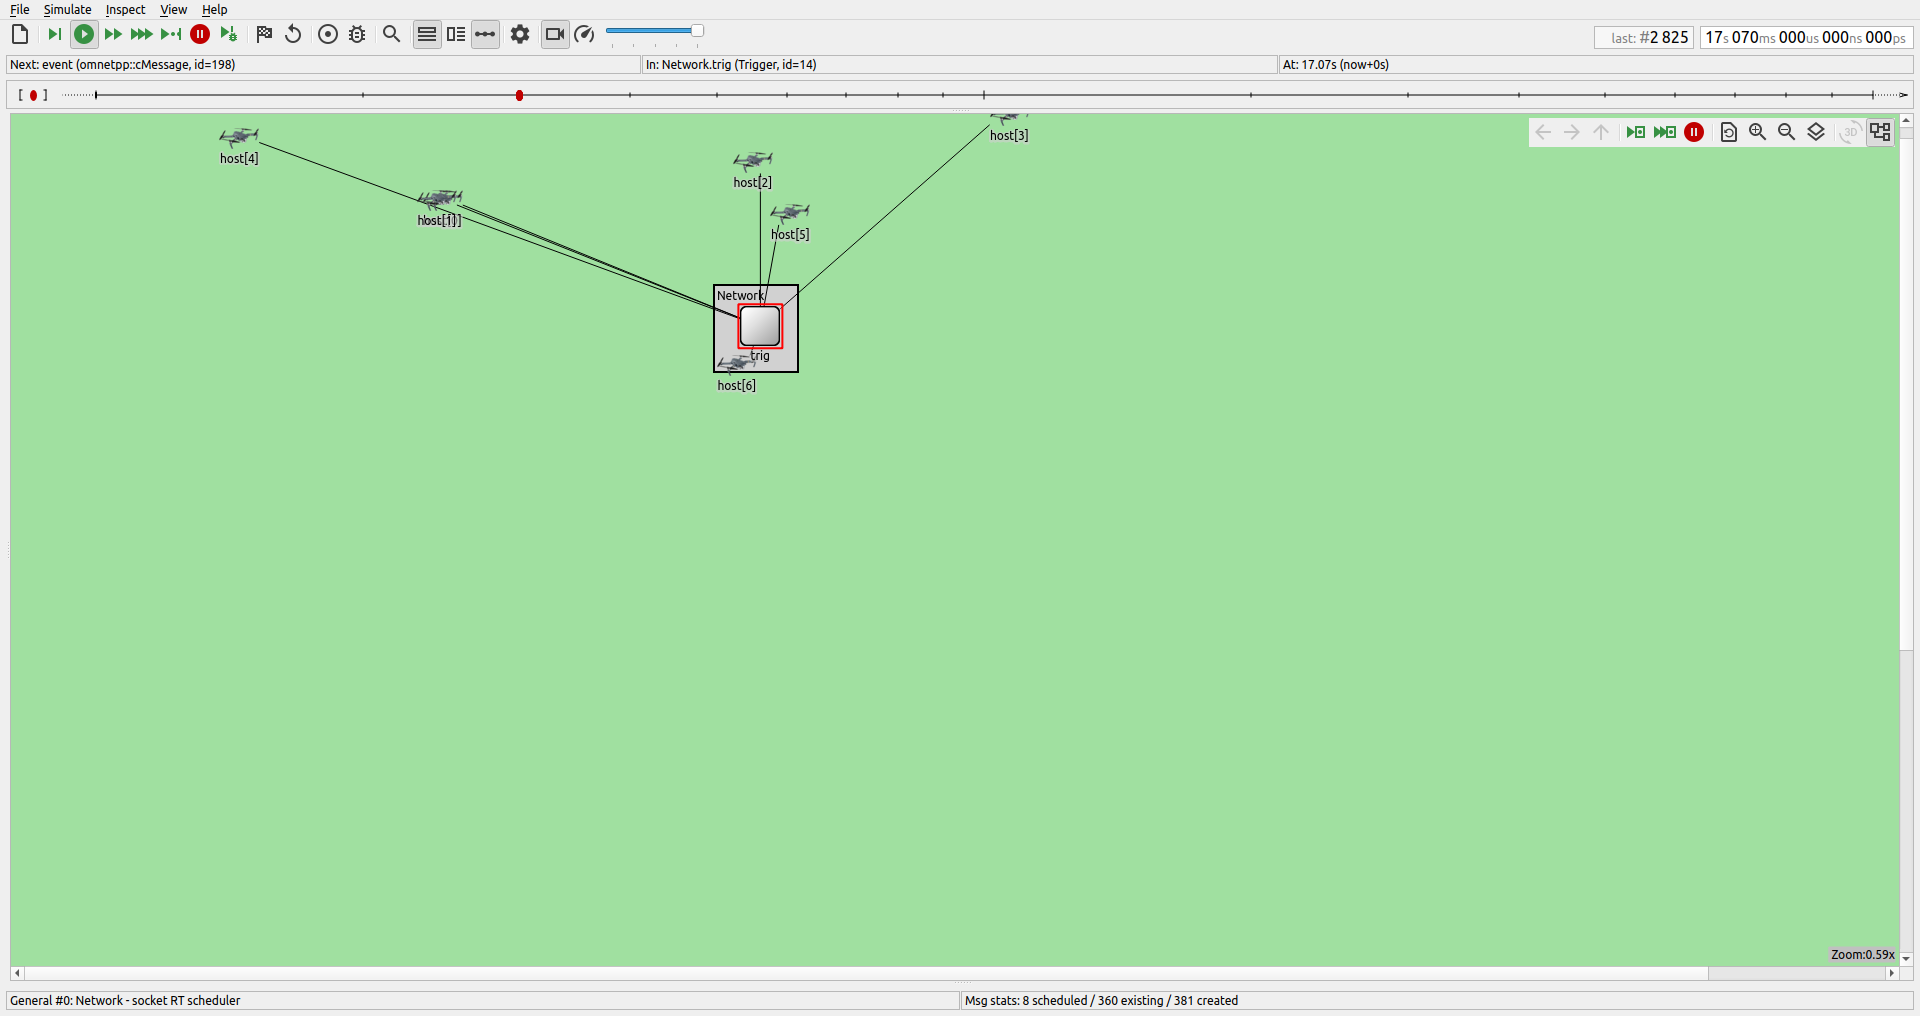 File Simulate Inspect View Help
last: #2 825 17s 070ms 000us 000ns 000ps
Next: event (omnetpp::cMessage, id=198) In: Network.trig (Trigger, id=14) At: 17.07s (now+0s)
host[3]
3D
host[4]
host[2]
host[1]
host[5]
Network
trig
host[6]
Zoom:0.59x
General #0: Network - socket RT scheduler Msg stats: 8 scheduled / 360 existing / 381 created